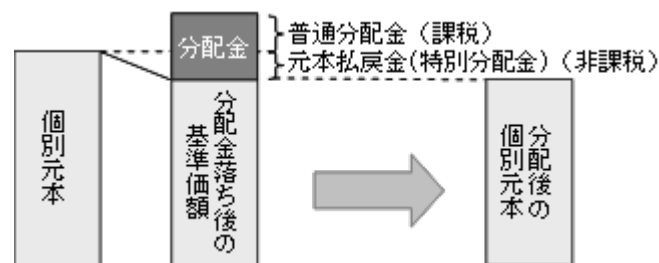 分配金
普通分配金（課税）
元本払戻金(特別分配金)（非課税）
個別元本
分配金落ち後の
基準価額
分配後の
個別元本